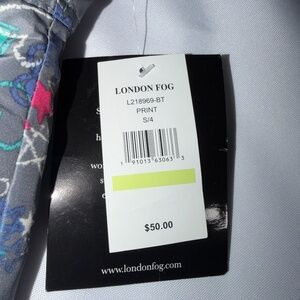 LONDON FOG
L218969-BT
PRINT
S/4
1 91013 63063 3
$50.00
www.londonfog.com